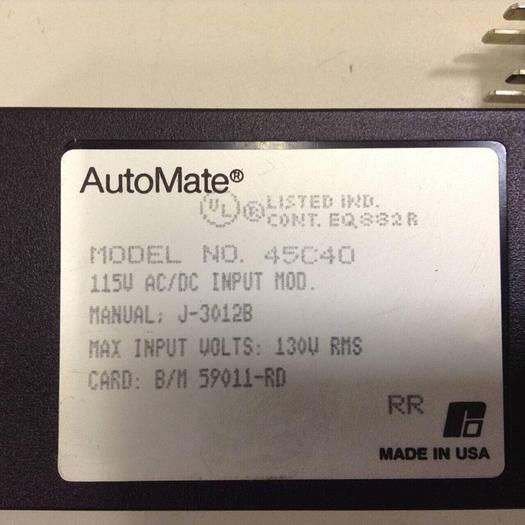 AutoMate®
UL ® LISTED IND.
CONT. EQ.882R
MODEL NO. 45C40
115V AC/DC INPUT MOD.
MANUAL; J-3012B
MAX INPUT VOLTS: 130V RMS
CARD: B/M 59011-RD
RR
MADE IN USA